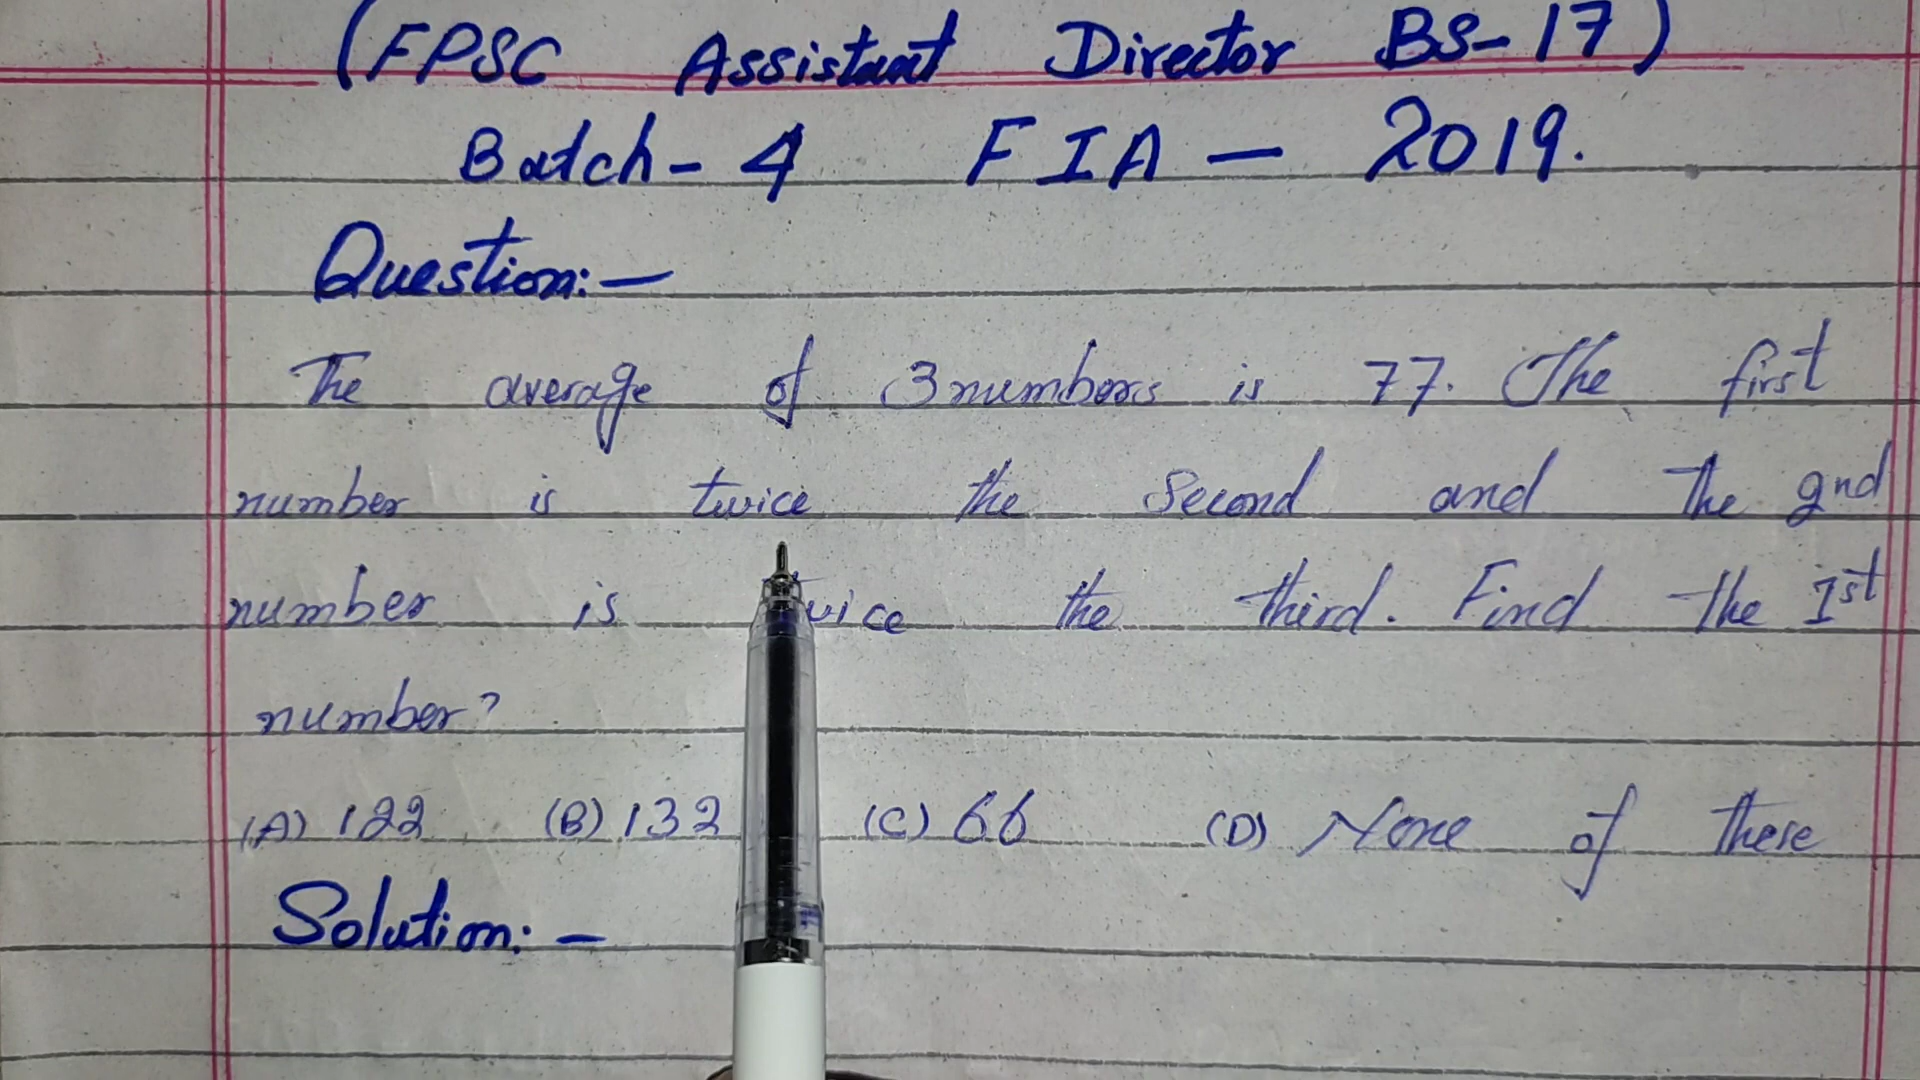 (FPSC Assistant Director BS-17)
Batch-4 FIA - 2019.
Question:-
The average of 3 numbers is 77. The first
number is twice the Second and the 2nd
number is twice the third. Find the 1st
number?
(A) 122 (B) 132 (C) 66 (D) None of these
Solution:-